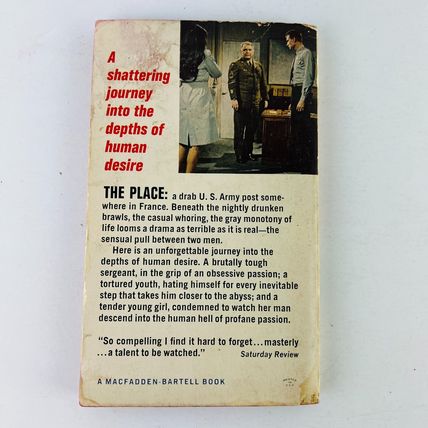 A
shattering
journey
into the
depths of
human
desire
THE PLACE: a drab U. S. Army post some-
where in France. Beneath the nightly drunken
brawls, the casual whoring, the gray monotony of
life looms a drama as terrible as it is real—the
sensual pull between two men.
Here is an unforgettable journey into the
depths of human desire. A brutally tough
sergeant, in the grip of an obsessive passion; a
tortured youth, hating himself for every inevitable
step that takes him closer to the abyss; and a
tender young girl, condemned to watch her man
descend into the human hell of profane passion.
“So compelling I find it hard to forget...masterly
...a talent to be watched.” Saturday Review
A MACFADDEN-BARTELL BOOK